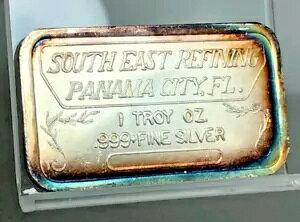 SOUTH EAST REFINING
PANAMA CITY, FL.
1 TROY OZ
.999+FINE SILVER